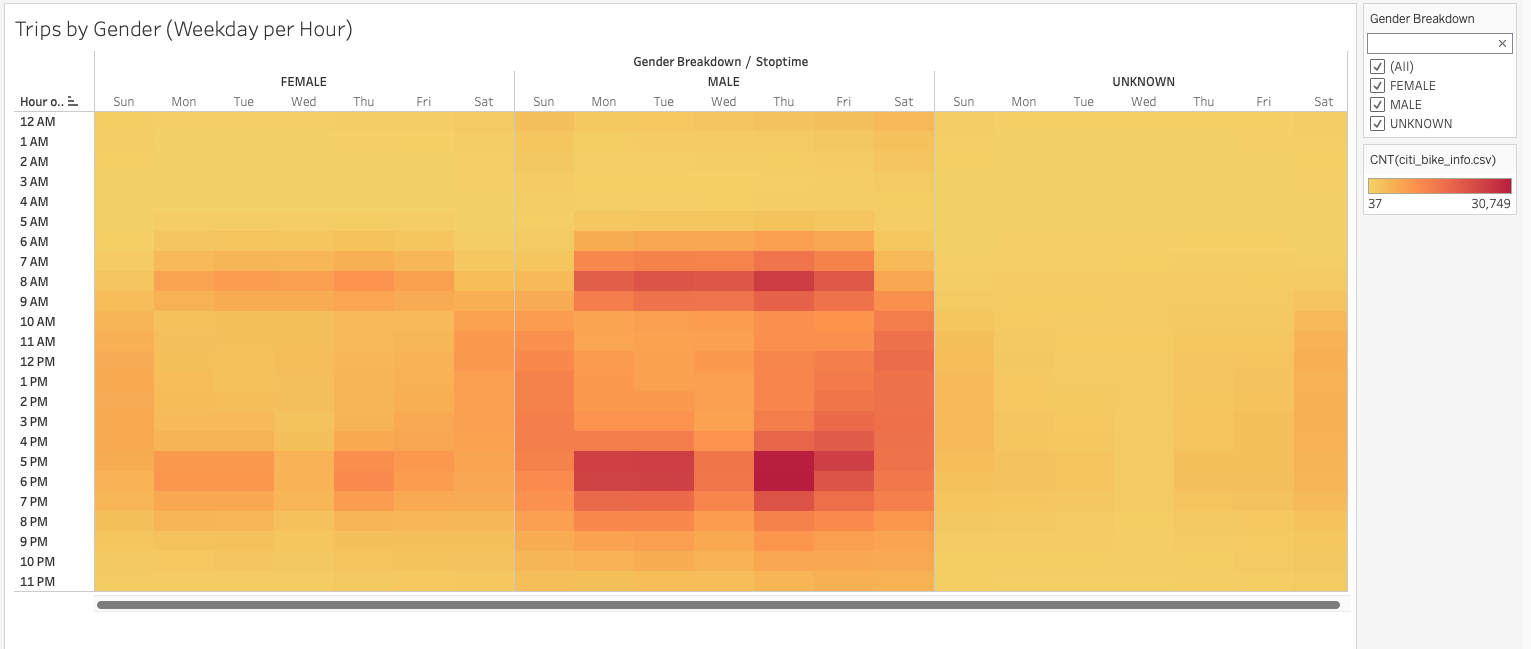 Trips by Gender (Weekday per Hour)
Gender Breakdown / Stoptime
FEMALE MALE UNKNOWN
Hour o.. Sun Mon Tue Wed Thu Fri Sat Sun Mon Tue Wed Thu Fri Sat Sun Mon Tue Wed Thu Fri Sat
12 AM
1 AM
2 AM
3 AM
4 AM
5 AM
6 AM
7 AM
8 AM
9 AM
10 AM
11 AM
12 PM
1 PM
2 PM
3 PM
4 PM
5 PM
6 PM
7 PM
8 PM
9 PM
10 PM
11 PM
Gender Breakdown
(All)
FEMALE
MALE
UNKNOWN
CNT(citi_bike_info.csv)
37 30,749